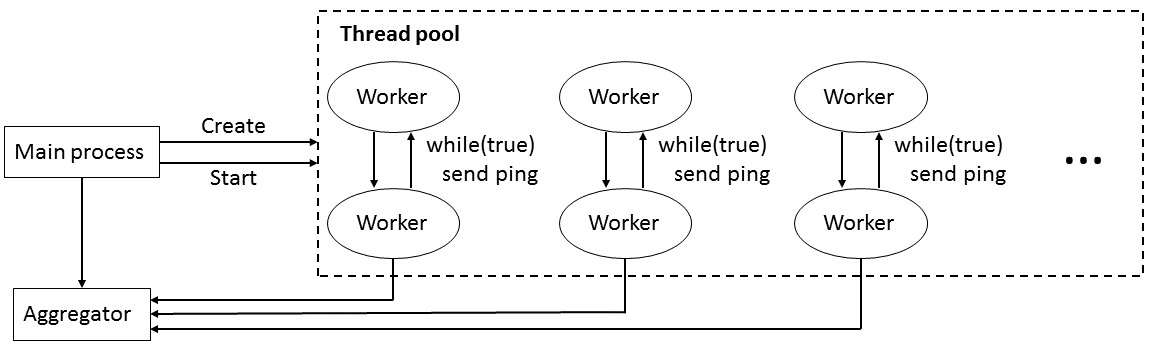 Thread pool
Worker
Worker
Worker
Create
Main process
Start
while(true)
send ping
while(true)
send ping
while(true)
send ping
...
Worker
Worker
Worker
Aggregator